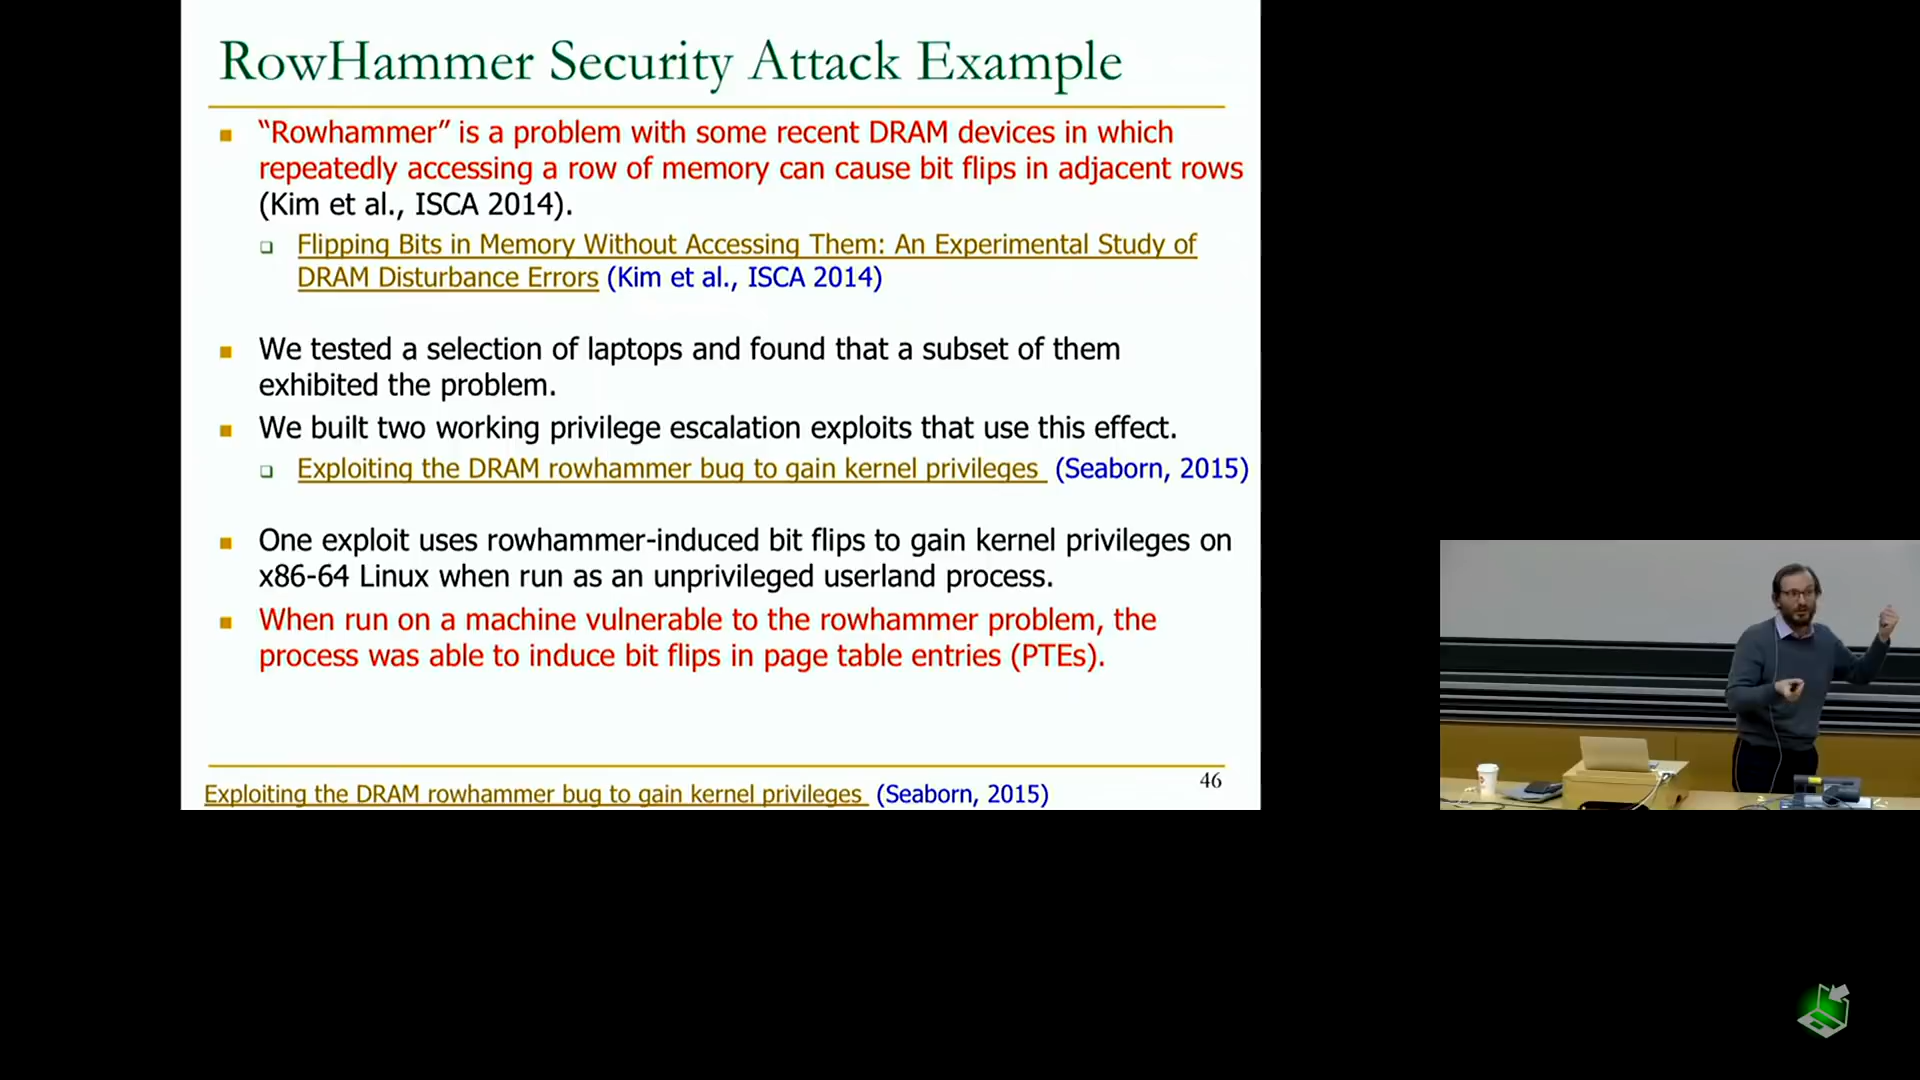 RowHammer Security Attack Example
“Rowhammer” is a problem with some recent DRAM devices in which
repeatedly accessing a row of memory can cause bit flips in adjacent rows
(Kim et al., ISCA 2014).
Flipping Bits in Memory Without Accessing Them: An Experimental Study of
DRAM Disturbance Errors (Kim et al., ISCA 2014)
We tested a selection of laptops and found that a subset of them
exhibited the problem.
We built two working privilege escalation exploits that use this effect.
Exploiting the DRAM rowhammer bug to gain kernel privileges (Seaborn, 2015)
One exploit uses rowhammer-induced bit flips to gain kernel privileges on
x86-64 Linux when run as an unprivileged userland process.
When run on a machine vulnerable to the rowhammer problem, the
process was able to induce bit flips in page table entries (PTEs).
46
Exploiting the DRAM rowhammer bug to gain kernel privileges (Seaborn, 2015)